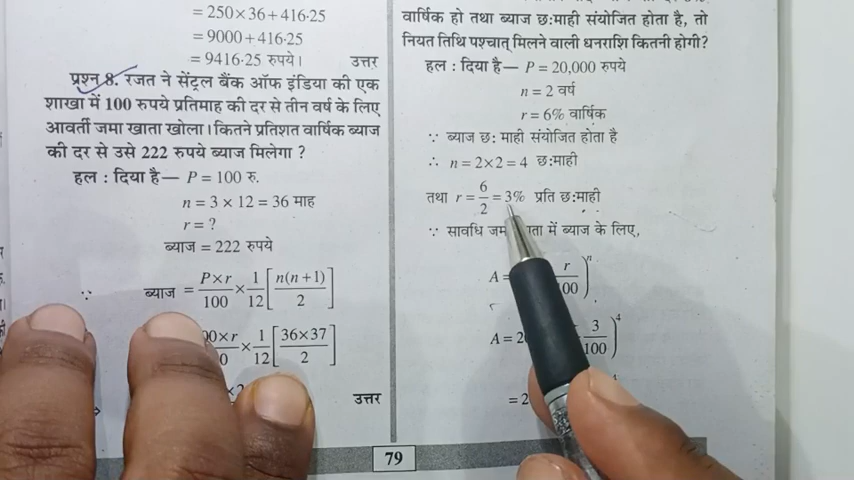 = 250×36+416·25
= 9000+416·25
= 9416·25 रुपये। उत्तर
प्रश्न 8. रजत ने सेंट्रल बैंक ऑफ इंडिया की एक
शाखा में 100 रुपये प्रतिमाह की दर से तीन वर्ष के लिए
आवर्ती जमा खाता खोला। कितने प्रतिशत वार्षिक ब्याज
की दर से उसे 222 रुपये ब्याज मिलेगा ?
हल : दिया है— P = 100 रु.
n = 3 × 12 = 36 माह
r = ?
ब्याज = 222 रुपये
∵ ब्याज = P×r/100 × 1/12 [n(n+1)/2]
00×r/0 × 1/12 [36×37/2]
उत्तर
वार्षिक हो तथा ब्याज छ:माही संयोजित होता है, तो
नियत तिथि पश्चात् मिलने वाली धनराशि कितनी होगी?
हल : दिया है— P = 20,000 रुपये
n = 2 वर्ष
r = 6% वार्षिक
∵ ब्याज छ: माही संयोजित होता है
∴ n = 2×2 = 4 छ:माही
तथा r = 6/2 = 3% प्रति छ:माही
∵ सावधि जम ता में ब्याज के लिए,
A = r/00)ⁿ
A = 2 3/100)⁴
= 2
79